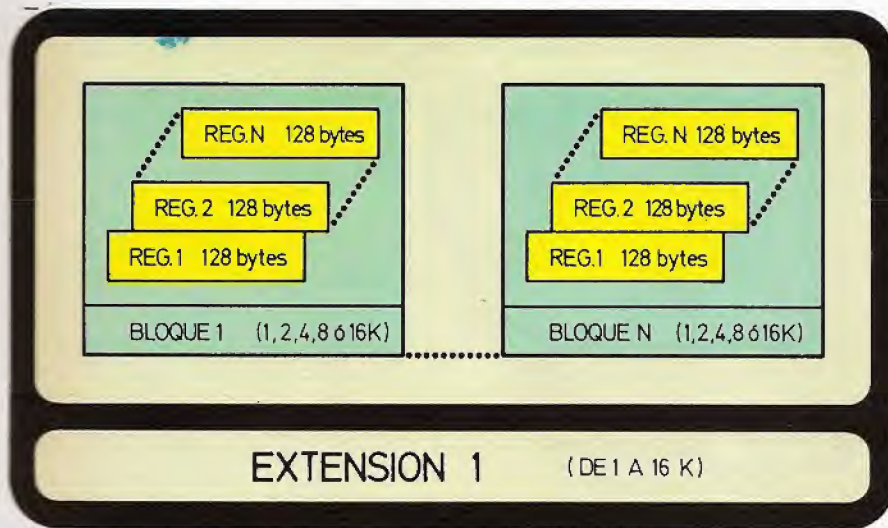 REG.N 128 bytes
REG.2 128 bytes
REG.1 128 bytes
BLOQUE 1 (1,2,4,8 ó 16K)
REG. N 128 bytes
REG.2 128 bytes
REG.1 128 bytes
BLOQUE N (1,2,4,8 ó 16K)
EXTENSION 1 (DE 1 A 16 K)